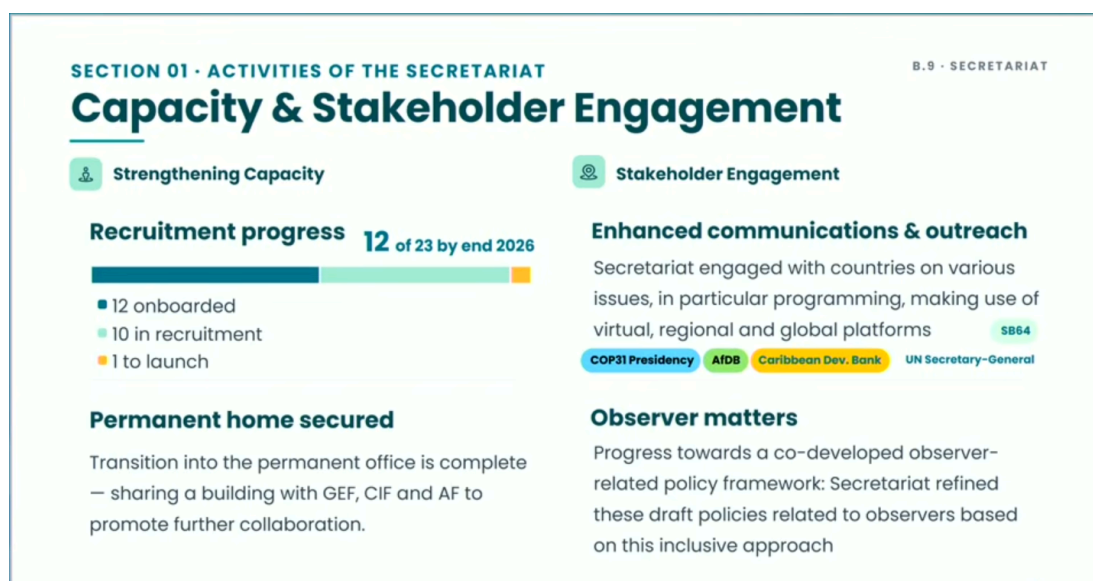 SECTION 01 · ACTIVITIES OF THE SECRETARIAT
B.9 · SECRETARIAT
Capacity & Stakeholder Engagement
Strengthening Capacity
Recruitment progress
12 of 23 by end 2026
12 onboarded
10 in recruitment
1 to launch
Permanent home secured
Transition into the permanent office is complete
— sharing a building with GEF, CIF and AF to
promote further collaboration.
Stakeholder Engagement
Enhanced communications & outreach
Secretariat engaged with countries on various
issues, in particular programming, making use of
virtual, regional and global platforms
SB64
COP31 Presidency AfDB Caribbean Dev. Bank UN Secretary-General
Observer matters
Progress towards a co-developed observer-
related policy framework: Secretariat refined
these draft policies related to observers based
on this inclusive approach